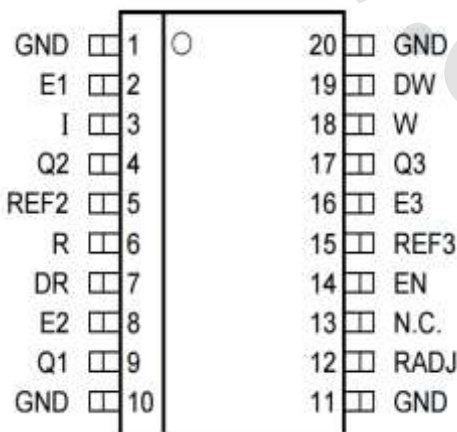 GND 1 20 GND
E1 2 19 DW
I 3 18 W
Q2 4 17 Q3
REF2 5 16 E3
R 6 15 REF3
DR 7 14 EN
E2 8 13 N.C.
Q1 9 12 RADJ
GND 10 11 GND